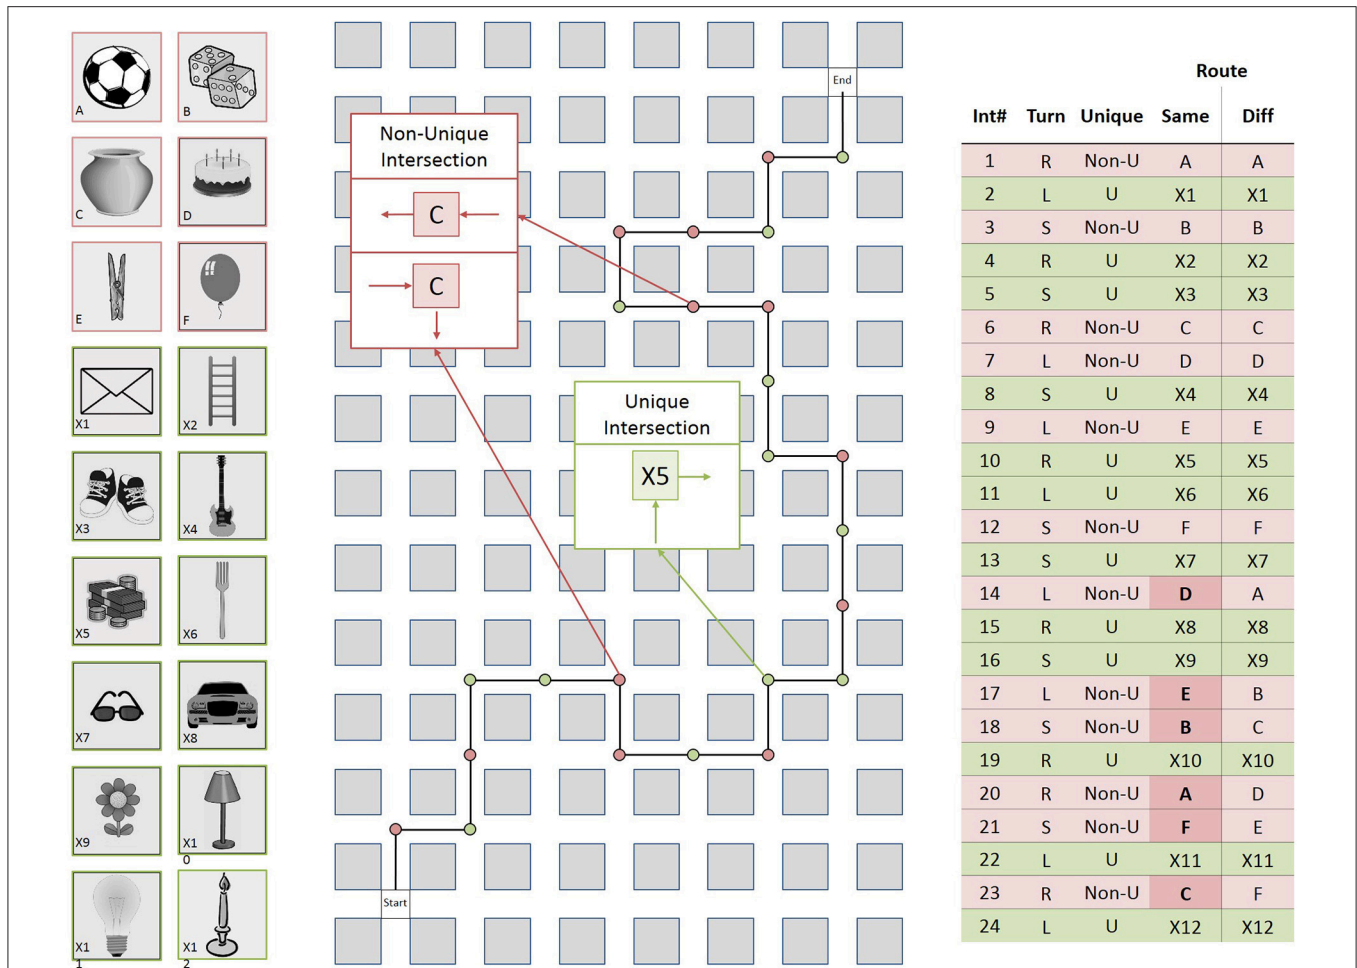 A
B
C
D
E
F
X1
X2
X3
X4
X5
X6
X7
X8
X9
X1
0
X1
1
X1
2
End
Non-Unique
Intersection
C
C
Unique
Intersection
X5
Start
Route
Int# Turn Unique Same Diff
1 R Non-U A A
2 L U X1 X1
3 S Non-U B B
4 R U X2 X2
5 S U X3 X3
6 R Non-U C C
7 L Non-U D D
8 S U X4 X4
9 L Non-U E E
10 R U X5 X5
11 L U X6 X6
12 S Non-U F F
13 S U X7 X7
14 L Non-U D A
15 R U X8 X8
16 S U X9 X9
17 L Non-U E B
18 S Non-U B C
19 R U X10 X10
20 R Non-U A D
21 S Non-U F E
22 L U X11 X11
23 R Non-U C F
24 L U X12 X12